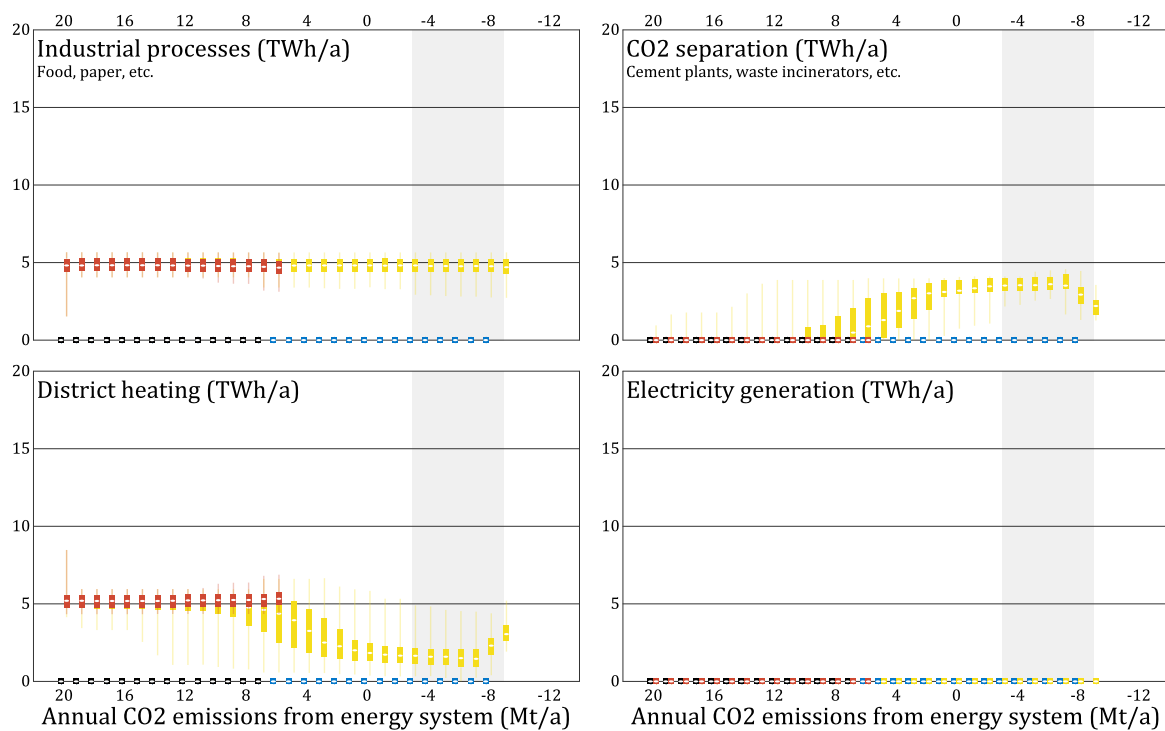 20 16 12 8 4 0 -4 -8 -12
20 16 12 8 4 0 -4 -8 -12
20
Industrial processes (TWh/a)
Food, paper, etc.
15
10
5
0
20
CO2 separation (TWh/a)
Cement plants, waste incinerators, etc.
15
10
5
0
20
District heating (TWh/a)
15
10
5
0
20 16 12 8 4 0 -4 -8 -12
Annual CO2 emissions from energy system (Mt/a)
20
Electricity generation (TWh/a)
15
10
5
0
20 16 12 8 4 0 -4 -8 -12
Annual CO2 emissions from energy system (Mt/a)